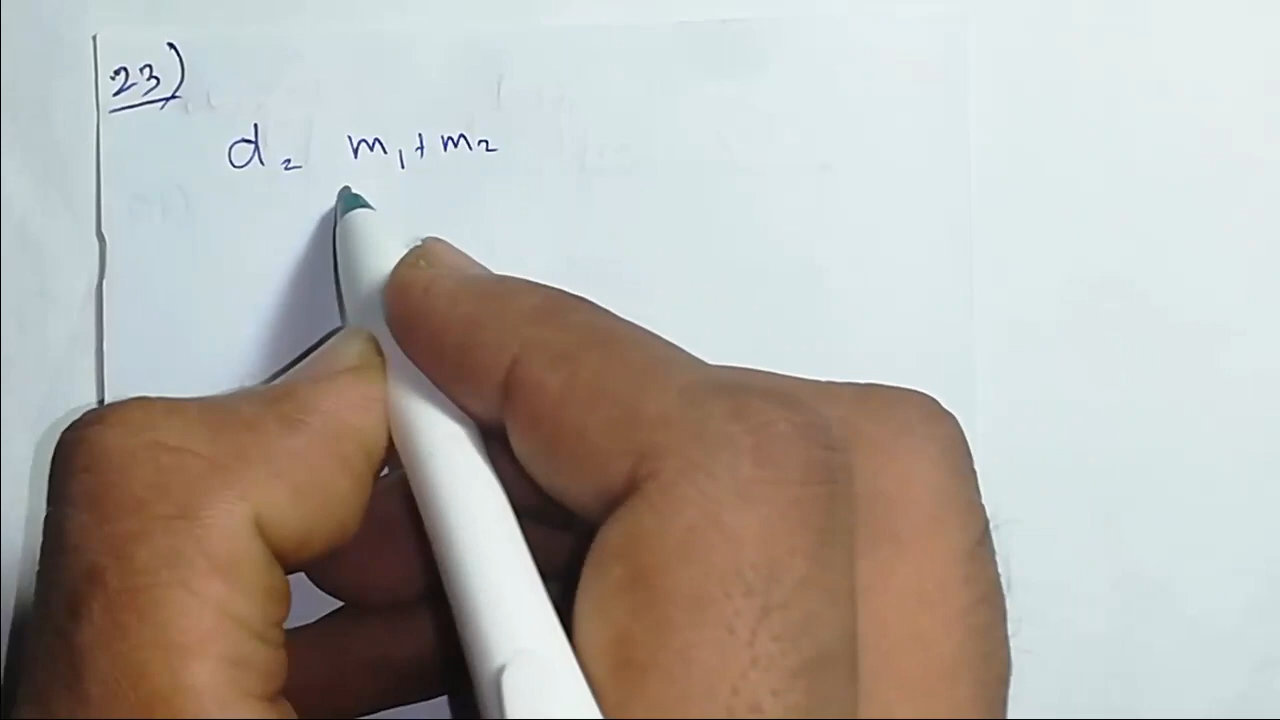 23)
d = m₁ + m₂